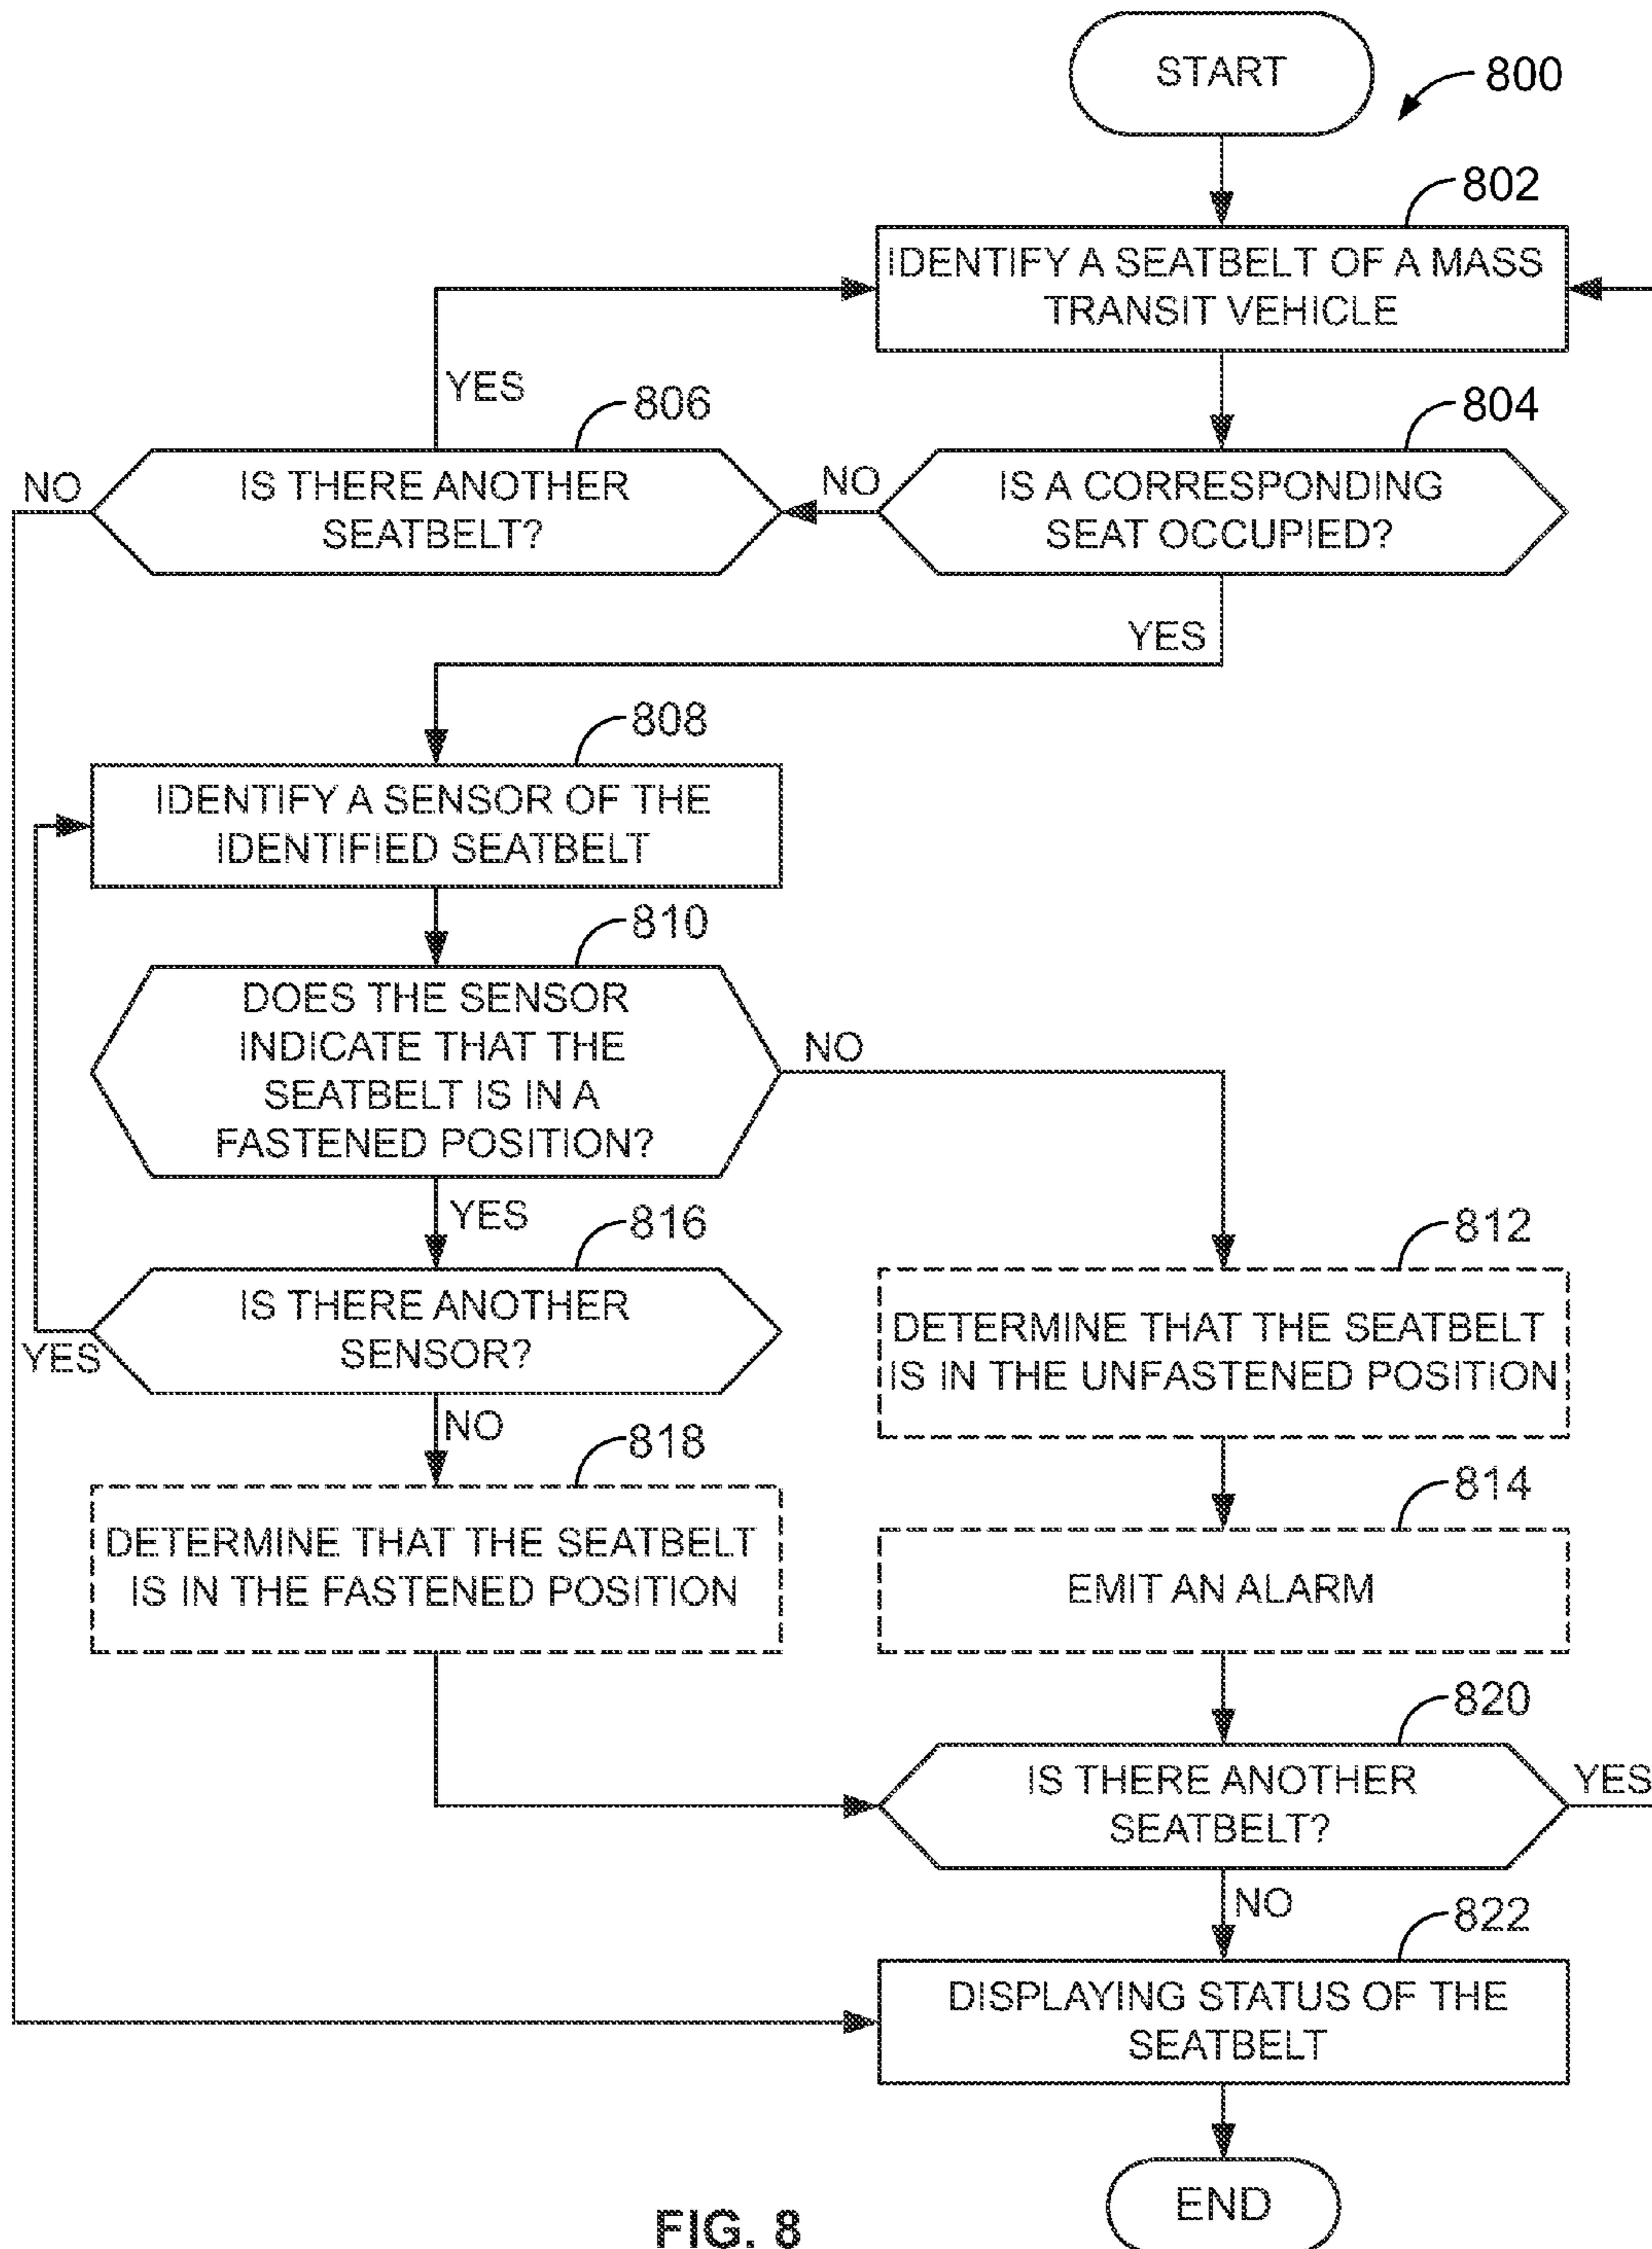 START
800
802
IDENTIFY A SEATBELT OF A MASS
TRANSIT VEHICLE
YES
806
804
NO
IS THERE ANOTHER
SEATBELT?
NO
IS A CORRESPONDING
SEAT OCCUPIED?
YES
808
IDENTIFY A SENSOR OF THE
IDENTIFIED SEATBELT
810
DOES THE SENSOR
INDICATE THAT THE
SEATBELT IS IN A
FASTENED POSITION?
NO
YES
816
IS THERE ANOTHER
SENSOR?
YES
812
DETERMINE THAT THE SEATBELT
IS IN THE UNFASTENED POSITION
NO
818
DETERMINE THAT THE SEATBELT
IS IN THE FASTENED POSITION
814
EMIT AN ALARM
820
IS THERE ANOTHER
SEATBELT?
YES
NO
822
DISPLAYING STATUS OF THE
SEATBELT
END
FIG. 8